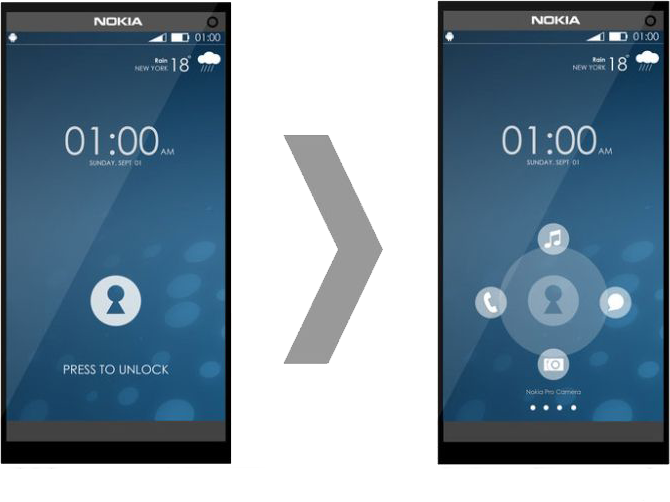 NOKIA
01:00
Rain
NEW YORK 18°
01:00 AM
SUNDAY, SEPT 01
PRESS TO UNLOCK
NOKIA
01:00
Rain
NEW YORK 18°
01:00 AM
SUNDAY, SEPT 01
Nokia Pro Camera